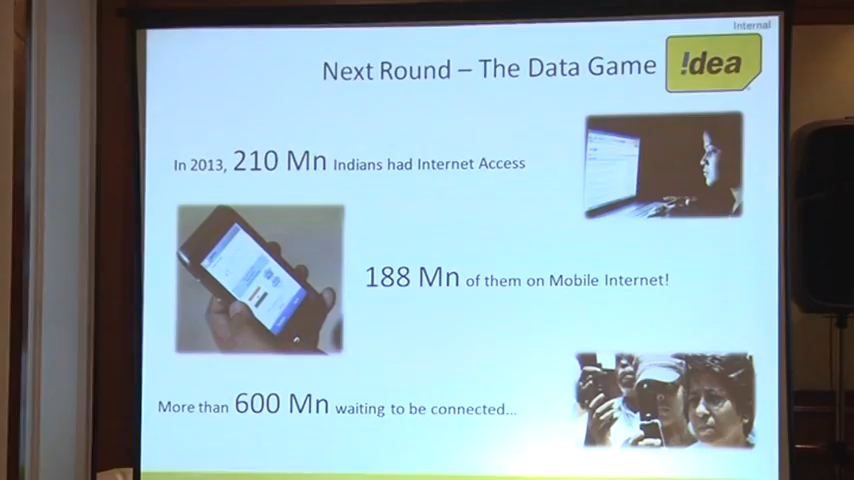 Internal
Next Round – The Data Game
!dea
In 2013, 210 Mn Indians had Internet Access
188 Mn of them on Mobile Internet!
More than 600 Mn waiting to be connected...